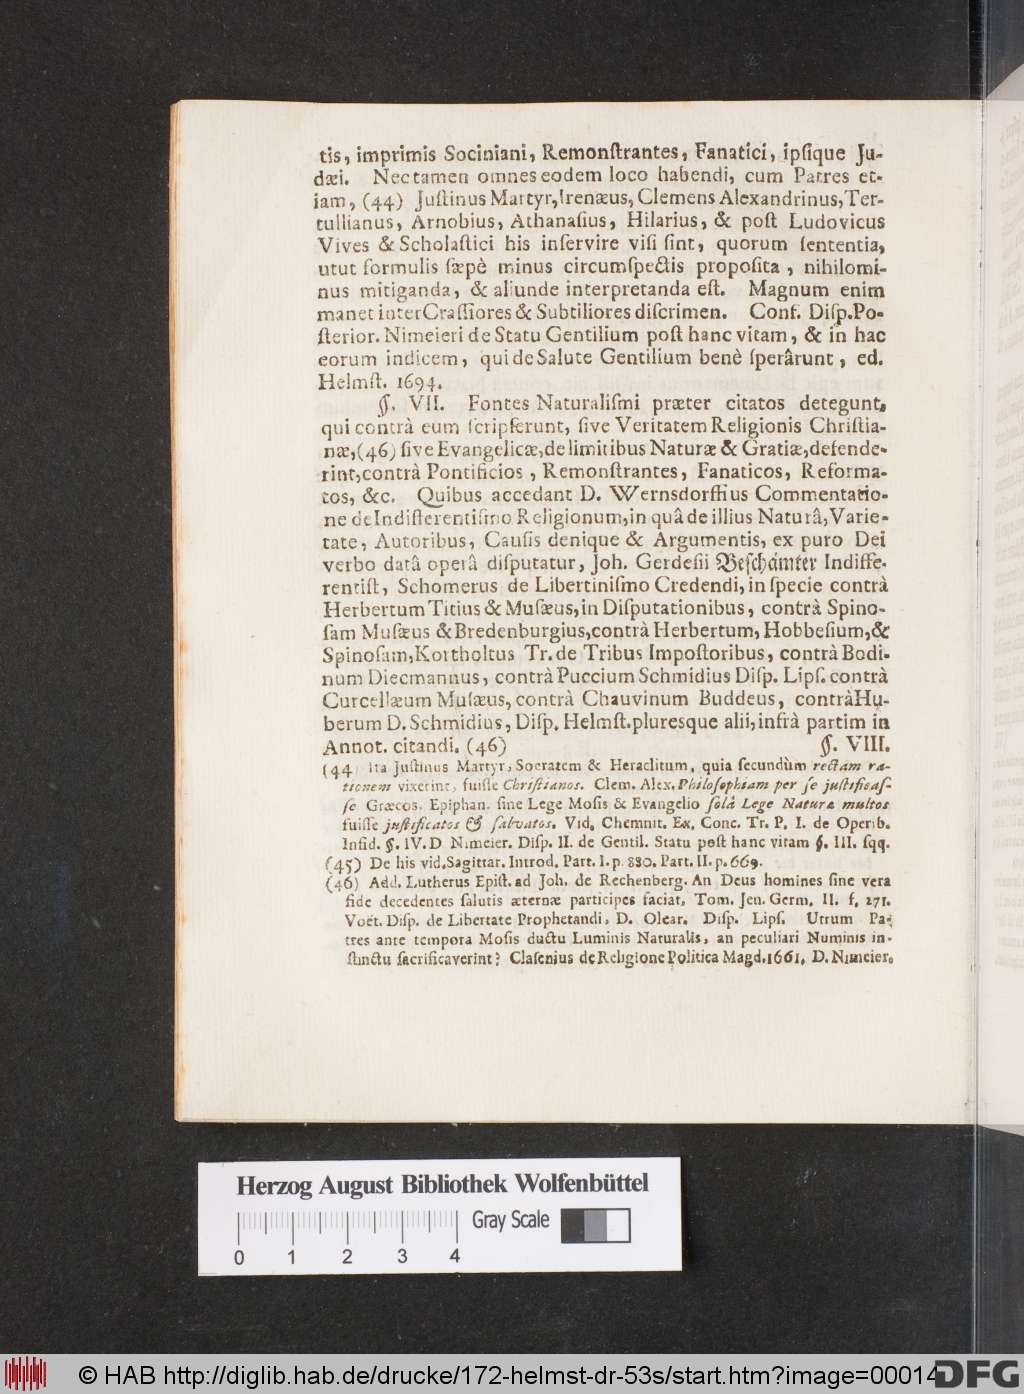 tis, imprimis Sociniani, Remonſtrantes, Fanatici, ipſique Ju-
dæi. Nec tamen omnes eodem loco habendi, cum Patres et-
iam, (44) Juſtinus Martyr, Irenæus, Clemens Alexandrinus, Ter-
tullianus, Arnobius, Athanaſius, Hilarius, & poſt Ludovicus
Vives & Scholaſtici his inſervire viſi ſint, quorum ſententia,
utut formulis ſæpè minus circumſpectis propoſita, nihilomi-
nus mitiganda, & aliunde interpretanda eſt. Magnum enim
manet inter Craſſiores & Subtiliores diſcrimen. Conf. Diſp. Po-
ſterior. Nimeieri de Statu Gentilium poſt hanc vitam, & in hac
eorum indicem, qui de Salute Gentilium benè ſperârunt, ed.
Helmſt. 1694.
§. VII. Fontes Naturaliſmi præter citatos detegunt,
qui contrà eum ſcripſerunt, ſive Veritatem Religionis Chriſtia-
næ, (46) ſive Evangelicæ, de limitibus Naturæ & Gratiæ, defende-
rint, contrà Pontificios, Remonſtrantes, Fanaticos, Reforma-
tos, &c. Quibus accedant D. Wernsdorffius Commentatio-
ne de Indifferentiſmo Religionum, in quâ de illius Naturâ, Varie-
tate, Autoribus, Cauſis denique & Argumentis, ex puro Dei
verbo datâ operâ diſputatur, Joh. Gerdeſii Beſchämter Indiffe-
rentiſt, Schomerus de Libertiniſmo Credendi, in ſpecie contrà
Herbertum Titius & Muſæus, in Diſputationibus, contrà Spino-
ſam Muſæus & Bredenburgius, contrà Herbertum, Hobbeſium, &
Spinoſam, Kortholtus Tr. de Tribus Impoſtoribus, contrà Bodi-
num Diecmannus, contrà Puccium Schmidius Diſp. Lipſ. contrà
Curcellæum Muſæus, contrà Chauvinum Buddeus, contrà Hu-
berum D. Schmidius, Diſp. Helmſt. pluresque alii, infrà partim in
Annot. citandi. (46) §. VIII.
(44 Ita Juſtinus Martyr, Socratem & Heraclitum, quia ſecundùm rectam ra-
tionem vixerint, fuiſſe Chriſtianos. Clem. Alex. Philoſophiam per ſe juſtificaſ-
ſe Græcos. Epiphan. ſine Lege Moſis & Evangelio ſolâ Lege Naturæ multos
fuiſſe juſtificatos & ſalvatos. Vid. Chemnit. Ex. Conc. Tr. P. I. de Operib.
Infid. §. IV. D Nimeier. Diſp. II. de Gentil. Statu poſt hanc vitam §. III. ſqq.
(45) De his vid. Sagittar. Introd. Part. I. p. 880. Part. II. p. 669.
(46) Add. Lutherus Epiſt. ad Joh. de Rechenberg. An Deus homines ſine vera
fide decedentes ſalutis æternæ participes faciat, Tom. Jen. Germ. II. f. 271.
Voët. Diſp. de Libertate Prophetandi, D. Olear. Diſp. Lipſ. Utrum Pa-
tres ante tempora Moſis ductu Luminis Naturalis, an peculiari Numinis in-
ſtinctu ſacrificaverint? Claſenius de Religione Politica Magd. 1661. D. Nimeier.
Herzog August Bibliothek Wolfenbüttel
Gray Scale
0 1 2 3 4
© HAB http://diglib.hab.de/drucke/172-helmst-dr-53s/start.htm?image=00014
DFG